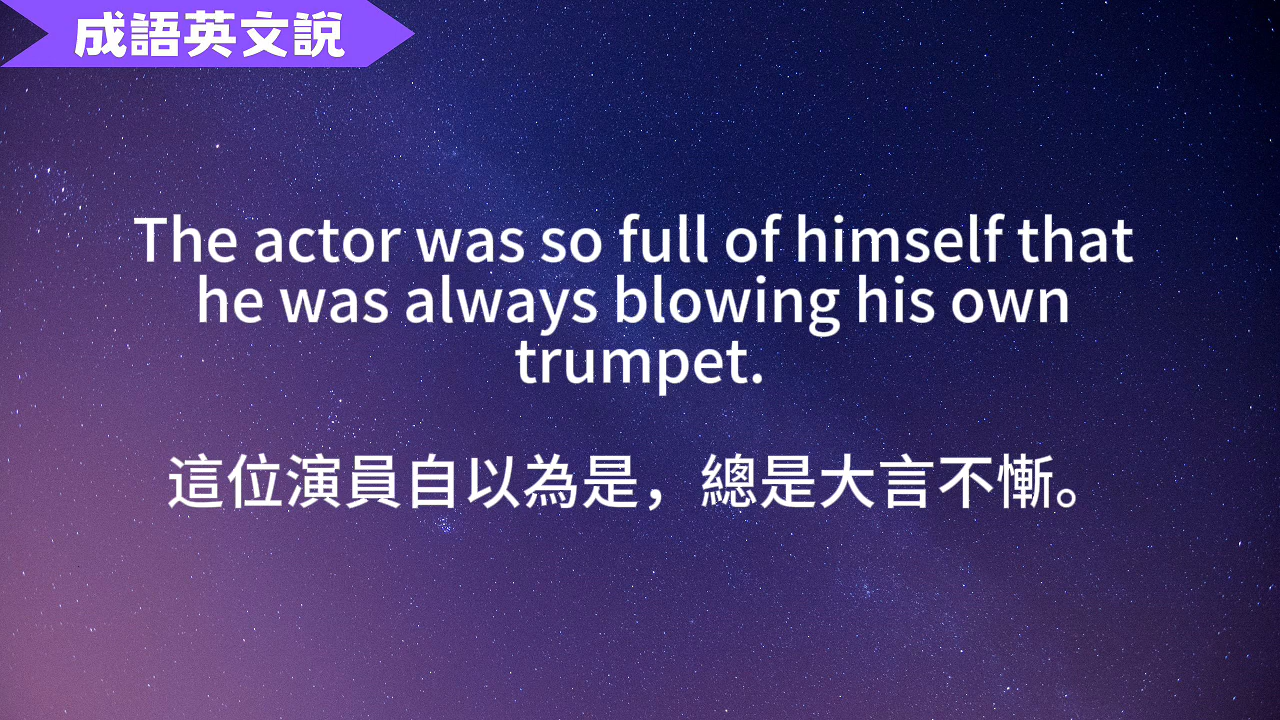 成語英文說
The actor was so full of himself that
he was always blowing his own
trumpet.
這位演員自以為是，總是大言不慚。